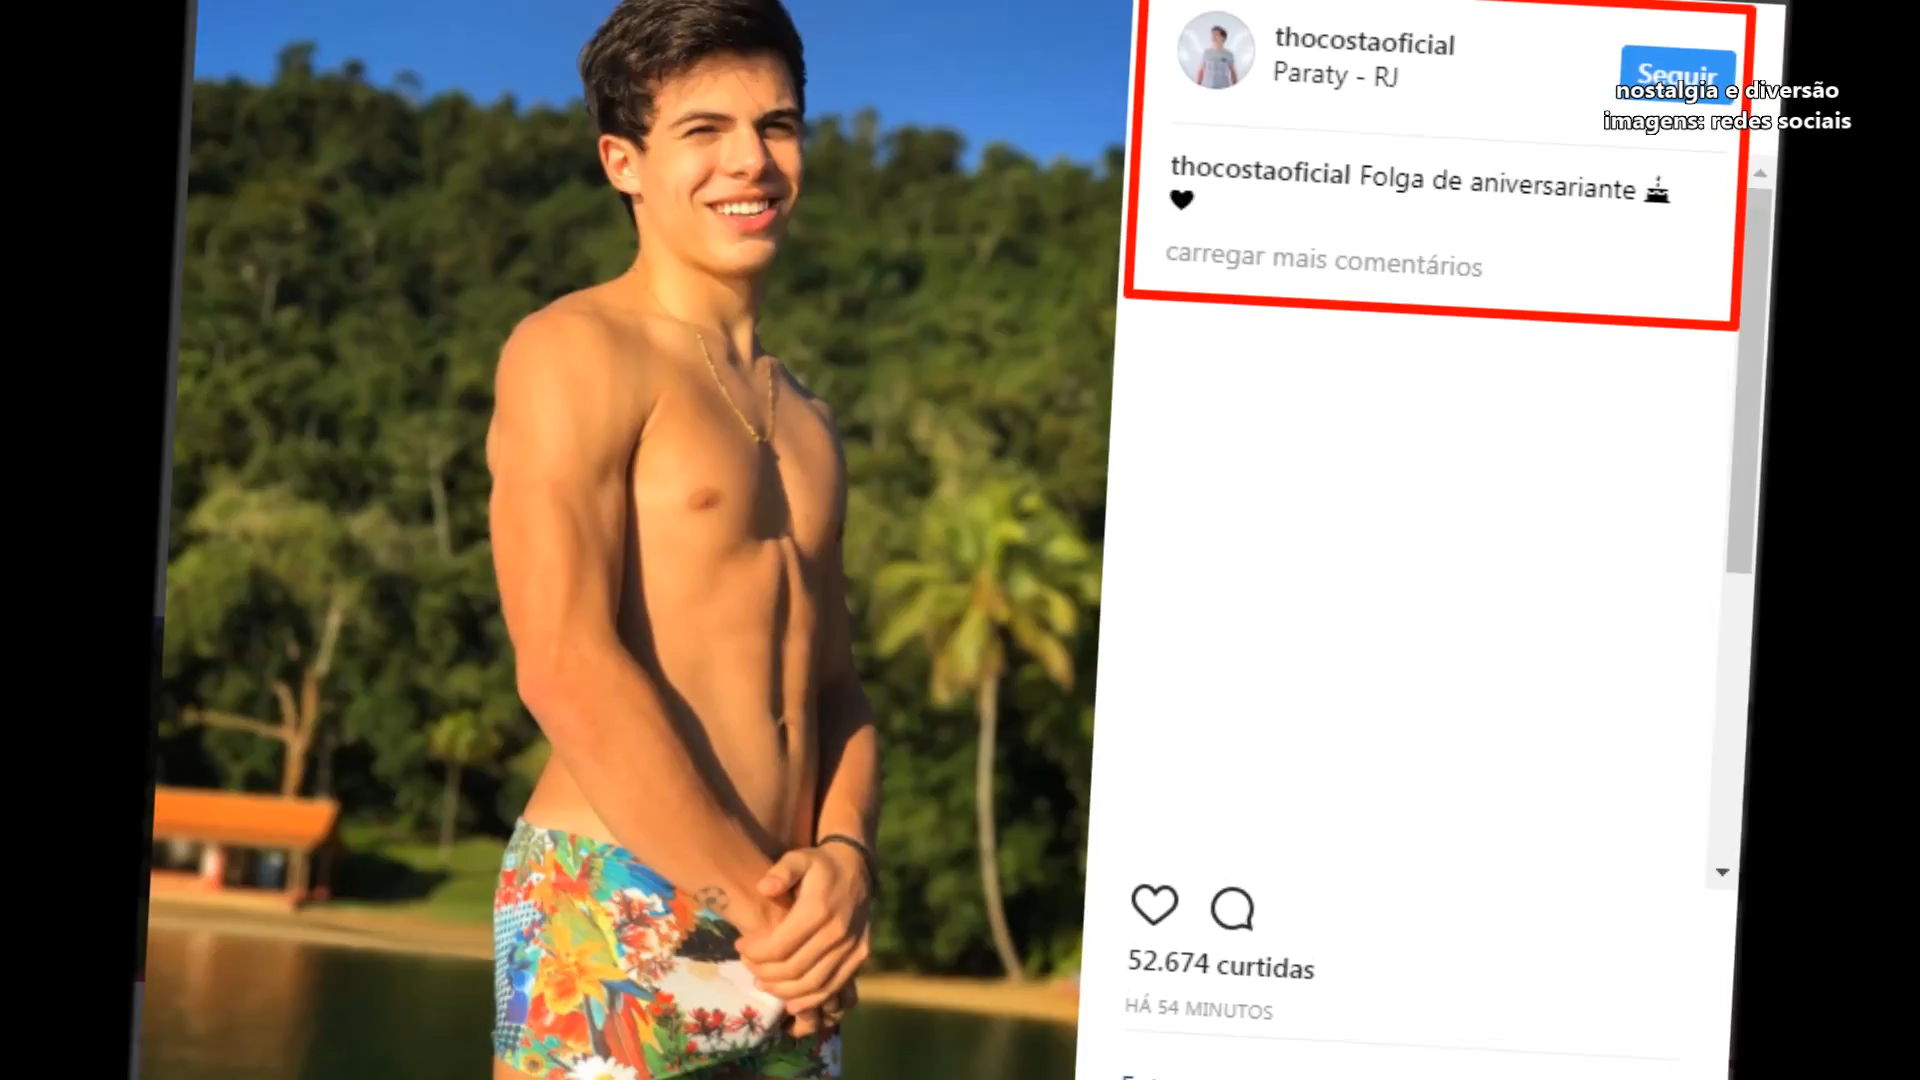 thocostaoficial
Paraty - RJ
Seguir
nostalgia e diversão
imagens: redes sociais
thocostaoficial Folga de aniversariante
carregar mais comentários
52.674 curtidas
HÁ 54 MINUTOS